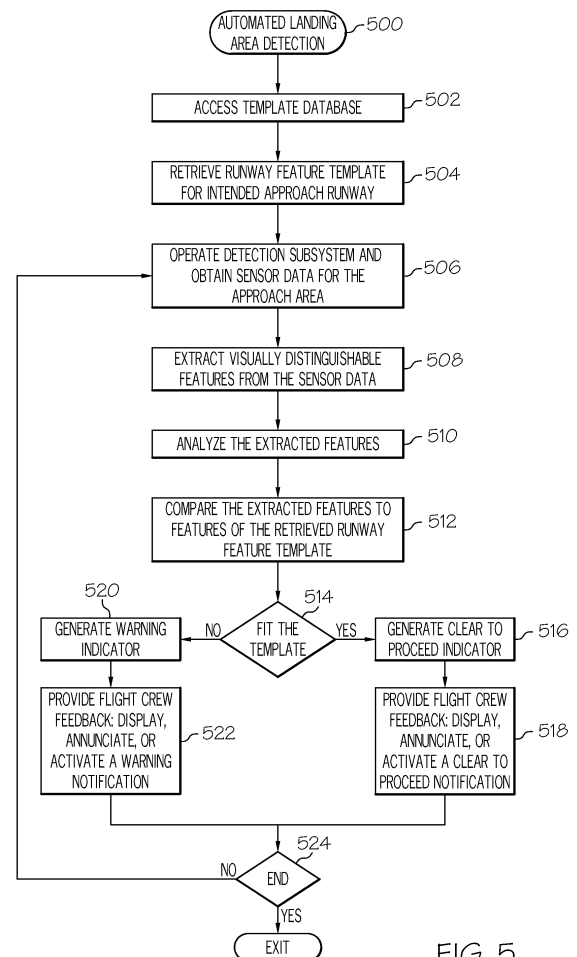 AUTOMATED LANDING
AREA DETECTION
500
ACCESS TEMPLATE DATABASE
502
RETRIEVE RUNWAY FEATURE TEMPLATE
FOR INTENDED APPROACH RUNWAY
504
OPERATE DETECTION SUBSYSTEM AND
OBTAIN SENSOR DATA FOR THE
APPROACH AREA
506
EXTRACT VISUALLY DISTINGUISHABLE
FEATURES FROM THE SENSOR DATA
508
ANALYZE THE EXTRACTED FEATURES
510
COMPARE THE EXTRACTED FEATURES TO
FEATURES OF THE RETRIEVED RUNWAY
FEATURE TEMPLATE
512
514
FIT THE
TEMPLATE
NO
YES
520
GENERATE WARNING
INDICATOR
GENERATE CLEAR TO
PROCEED INDICATOR
516
PROVIDE FLIGHT CREW
FEEDBACK: DISPLAY,
ANNUNCIATE, OR
ACTIVATE A WARNING
NOTIFICATION
522
PROVIDE FLIGHT CREW
FEEDBACK: DISPLAY,
ANNUNCIATE, OR
ACTIVATE A CLEAR TO
PROCEED NOTIFICATION
518
524
END
NO
YES
EXIT
FIG. 5